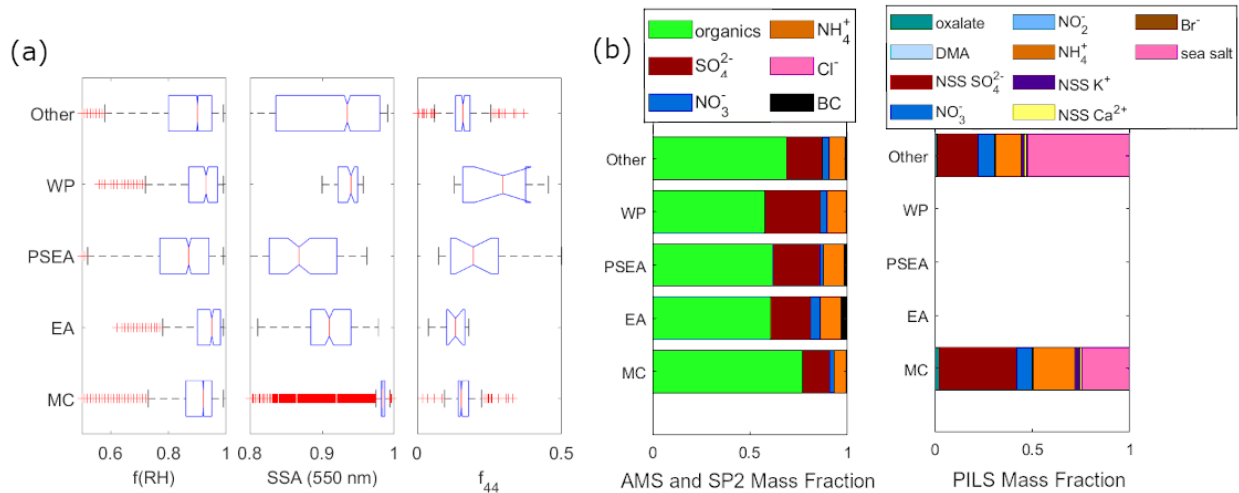 (a)
Other
WP
PSEA
EA
MC
0.4 0.6 0.8 1
f(RH)
0.8 0.9 1
SSA (550 nm)
0 0.5
f44
(b)
organics
SO₄²⁻
NO₃⁻
NH₄⁺
Cl⁻
BC
Other
WP
PSEA
EA
MC
0 0.5 1
AMS and SP2 Mass Fraction
oxalate
DMA
NSS SO₄²⁻
NO₃⁻
NO₂⁻
NH₄⁺
NSS K⁺
NSS Ca²⁺
Br⁻
sea salt
Other
WP
PSEA
EA
MC
0 0.5 1
PILS Mass Fraction